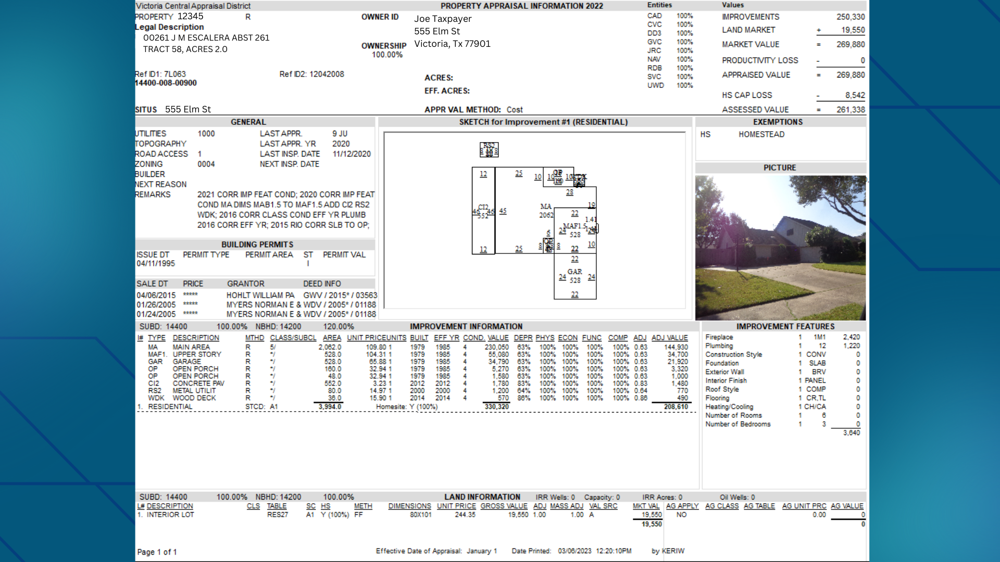 Victoria Central Appraisal District
PROPERTY APPRAISAL INFORMATION 2022
PROPERTY 12345 R
Legal Description
00261 J M ESCALERA ABST 261
TRACT 58, ACRES 2.0
Ref ID1: 7L063 Ref ID2: 12042008
14400-008-00900
SITUS 555 Elm St
OWNER ID
OWNERSHIP
100.00%
Joe Taxpayer
555 Elm St
Victoria, Tx 77901
ACRES:
EFF. ACRES:
APPR VAL METHOD: Cost
Entities
CAD 100%
CVC 100%
DD3 100%
GVC 100%
JRC 100%
NAV 100%
RDB 100%
SVC 100%
UWD 100%
Values
IMPROVEMENTS 250,330
LAND MARKET + 19,550
MARKET VALUE = 269,880
PRODUCTIVITY LOSS - 0
APPRAISED VALUE = 269,880
HS CAP LOSS - 8,542
ASSESSED VALUE = 261,338
GENERAL
UTILITIES 1000 LAST APPR. 9 JU
TOPOGRAPHY LAST APPR. YR 2020
ROAD ACCESS 1 LAST INSP. DATE 11/12/2020
ZONING 0004 NEXT INSP. DATE
BUILDER
NEXT REASON
REMARKS 2021 CORR IMP FEAT COND; 2020 CORR IMP FEAT
COND MA DIMS MAB1.5 TO MAF1.5 ADD CI2 RS2
WDK; 2016 CORR CLASS COND EFF YR PLUMB
2016 CORR EFF YR; 2015 RIO CORR SLB TO OP;
BUILDING PERMITS
ISSUE DT PERMIT TYPE PERMIT AREA ST PERMIT VAL
04/11/1995 I
SALE DT PRICE GRANTOR DEED INFO
04/06/2015 ***** HOHLT WILLIAM PA GWV / 2015* / 03563
01/26/2005 ***** MYERS NORMAN E & WDV / 2005* / 01188
01/24/2005 ***** MYERS NORMAN E & WDV / 2005* / 01188
SKETCH for Improvement #1 (RESIDENTIAL)
RS2
12 25 10
28
CI2
552
46 46 45
MA
2062
19
22
1.41
MAF1.5
528
24
6
8 8
10
12 25 22
22
GAR
528
24 24
22
EXEMPTIONS
HS HOMESTEAD
PICTURE
SUBD: 14400 100.00% NBHD: 14200 120.00% IMPROVEMENT INFORMATION
I# TYPE DESCRIPTION MTHD CLASS/SUBCL AREA UNIT PRICE UNITS BUILT EFF YR COND. VALUE DEPR PHYS ECON FUNC COMP ADJ ADJ VALUE
MA MAIN AREA R 5/ 2,062.0 109.80 1 1979 1985 4 230,050 63% 100% 100% 100% 100% 0.63 144,930
MAF1. UPPER STORY R */ 528.0 104.31 1 1979 1985 4 55,080 63% 100% 100% 100% 100% 0.63 34,700
GAR GARAGE R */ 528.0 65.88 1 1979 1985 4 34,790 63% 100% 100% 100% 100% 0.63 21,920
OP OPEN PORCH R */ 160.0 32.94 1 1979 1985 4 5,270 63% 100% 100% 100% 100% 0.63 3,320
OP OPEN PORCH R */ 48.0 32.94 1 1979 1985 4 1,580 63% 100% 100% 100% 100% 0.63 1,000
CI2 CONCRETE PAV R */ 552.0 3.23 1 2012 2012 4 1,780 83% 100% 100% 100% 100% 0.83 1,480
RS2 METAL UTILIT R */ 80.0 14.97 1 2000 2000 4 1,200 64% 100% 100% 100% 100% 0.64 770
WDK WOOD DECK R */ 36.0 15.90 1 2014 2014 4 570 86% 100% 100% 100% 100% 0.86 490
1. RESIDENTIAL STCD: A1 3,994.0 Homesite: Y (100%) 330,320 208,610
IMPROVEMENT FEATURES
Fireplace 1 1M1 2,420
Plumbing 1 12 1,220
Construction Style 1 CONV 0
Foundation 1 SLAB 0
Exterior Wall 1 BRV 0
Interior Finish 1 PANEL 0
Roof Style 1 COMP 0
Flooring 1 CR,TL 0
Heating/Cooling 1 CH/CA 0
Number of Rooms 1 6 0
Number of Bedrooms 1 3 0
3,640
SUBD: 14400 100.00% NBHD: 14200 100.00% LAND INFORMATION IRR Wells: 0 Capacity: 0 IRR Acres: 0 Oil Wells: 0
L# DESCRIPTION CLS TABLE SC HS METH DIMENSIONS UNIT PRICE GROSS VALUE ADJ MASS ADJ VAL SRC MKT VAL AG APPLY AG CLASS AG TABLE AG UNIT PRC AG VALUE
1. INTERIOR LOT RES27 A1 Y (100%) FF 80X101 244.35 19,550 1.00 1.00 A 19,550 NO 0.00 0
19,550 0
Page 1 of 1 Effective Date of Appraisal: January 1 Date Printed: 03/06/2023 12:20:10PM by KERIW